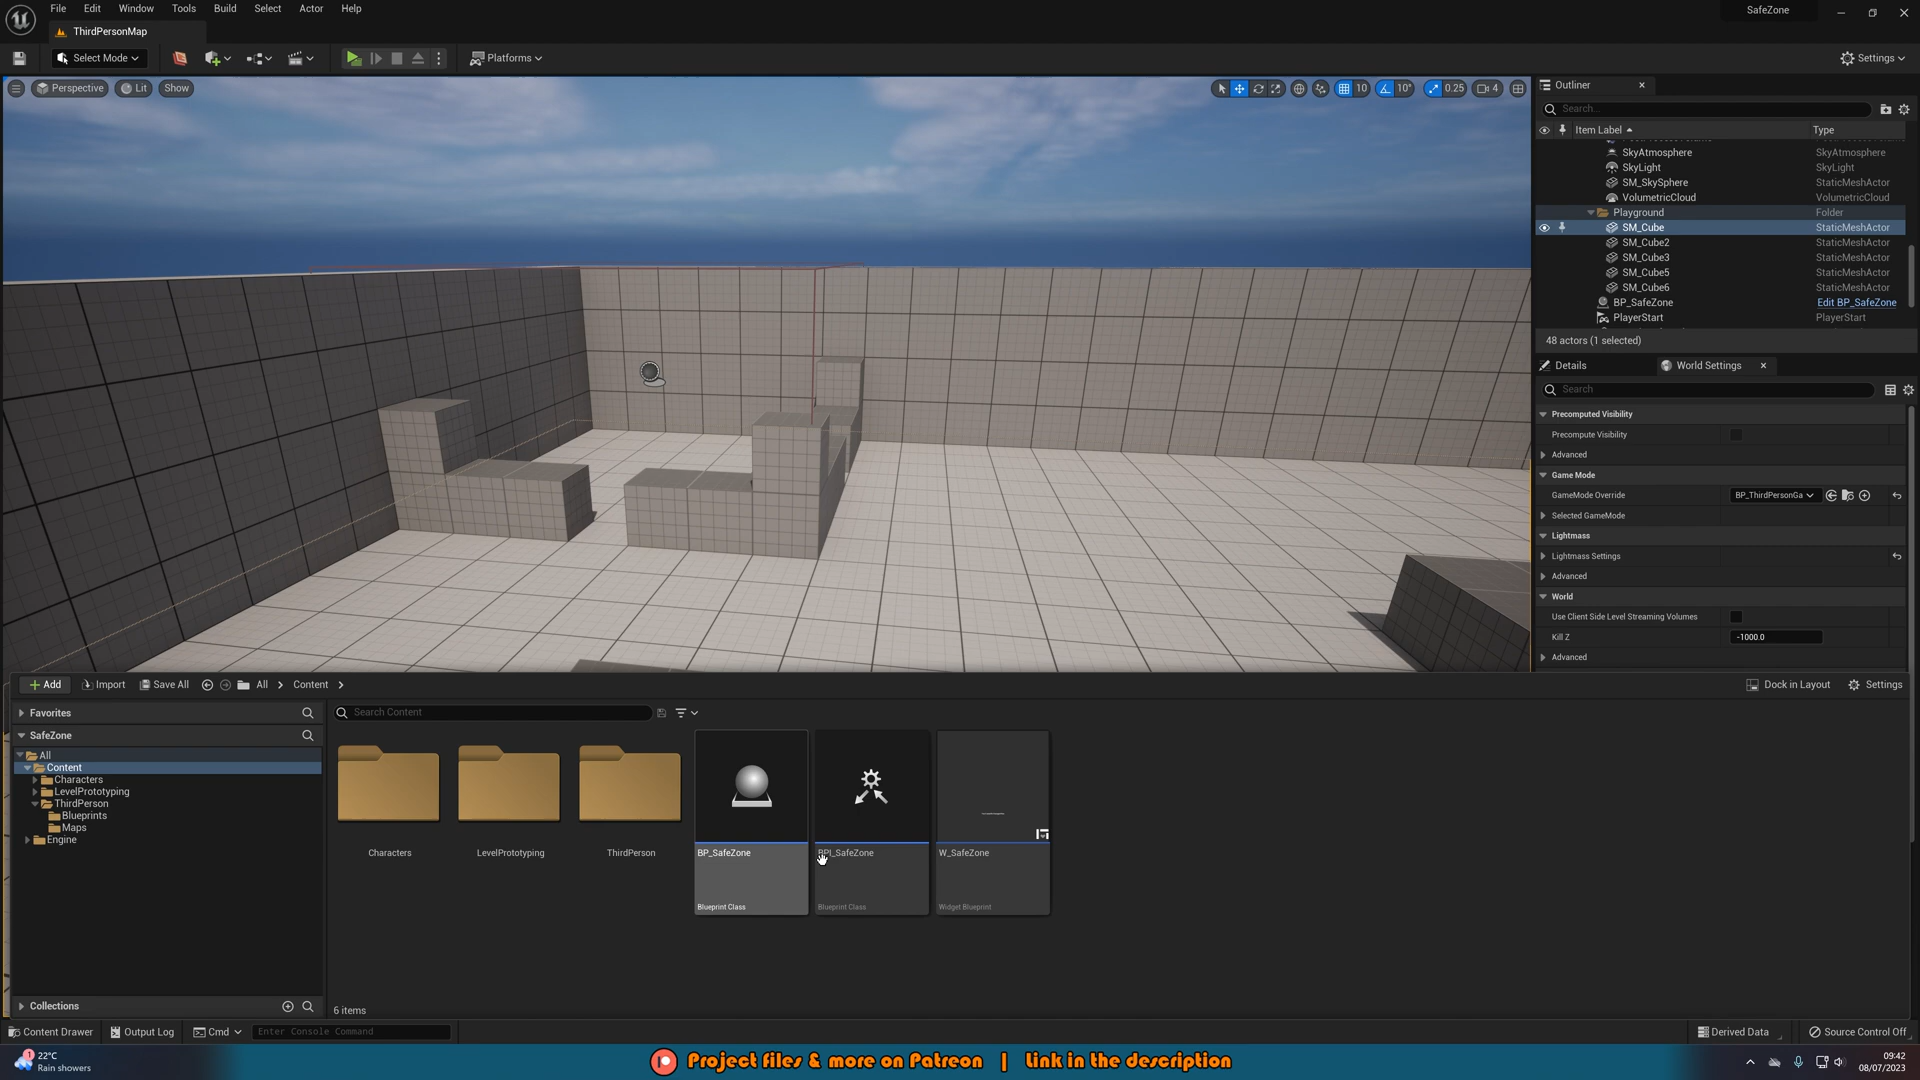 File Edit Window Tools Build Select Actor Help
SafeZone
ThirdPersonMap
Select Mode
Platforms
Settings
Perspective
Lit
Show
10
10°
0.25
4
Outliner
Search...
Item Label
Type
SkyAtmosphere SkyAtmosphere
SkyLight SkyLight
SM_SkySphere StaticMeshActor
VolumetricCloud VolumetricCloud
Playground Folder
SM_Cube StaticMeshActor
SM_Cube2 StaticMeshActor
SM_Cube3 StaticMeshActor
SM_Cube5 StaticMeshActor
SM_Cube6 StaticMeshActor
BP_SafeZone Edit BP_SafeZone
PlayerStart PlayerStart
48 actors (1 selected)
Details
World Settings
Search
Precomputed Visibility
Precompute Visibility
Advanced
Game Mode
GameMode Override BP_ThirdPersonGa
Selected GameMode
Lightmass
Lightmass Settings
Advanced
World
Use Client Side Level Streaming Volumes
Kill Z -1000.0
Advanced
Add
Import
Save All
All
Content
Dock in Layout
Settings
Favorites
SafeZone
All
Content
Characters
LevelPrototyping
ThirdPerson
Blueprints
Maps
Engine
Collections
Search Content
Characters
LevelPrototyping
ThirdPerson
BP_SafeZone
Blueprint Class
BPI_SafeZone
Blueprint Class
W_SafeZone
Widget Blueprint
6 items
Content Drawer
Output Log
Cmd
Enter Console Command
Derived Data
Source Control Off
1
22°C
Rain showers
Project files & more on Patreon | Link in the description
09:42
08/07/2023